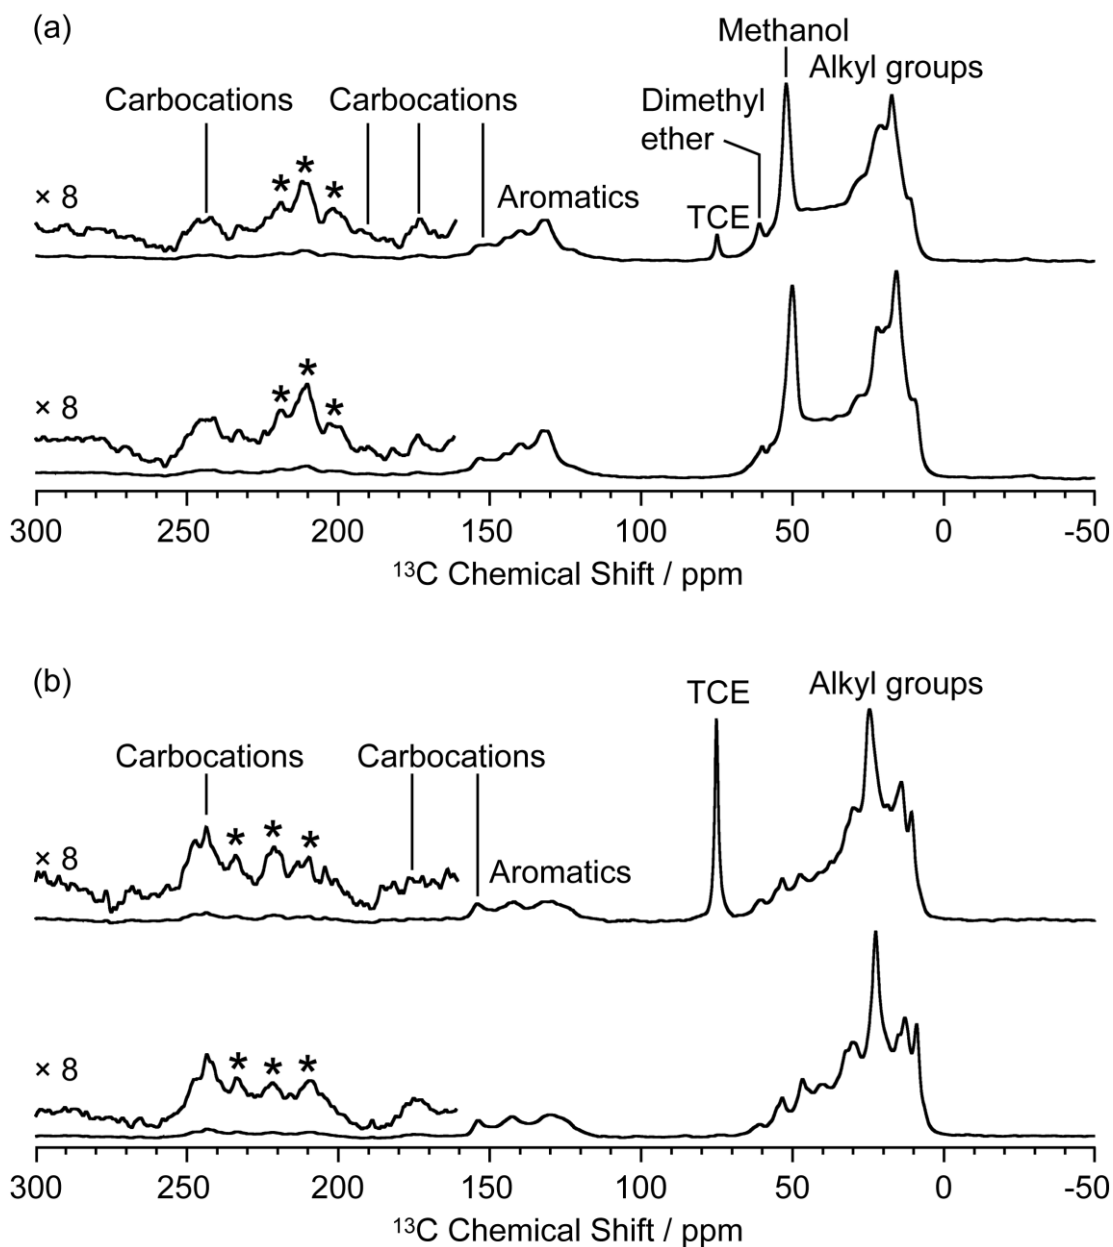 (a)
Methanol
Alkyl groups
Carbocations
Carbocations
Dimethyl
ether
* * *
× 8
Aromatics
TCE
* * *
× 8
300 250 200 150 100 50 0 -50
¹³C Chemical Shift / ppm
(b)
TCE
Alkyl groups
Carbocations
Carbocations
* * *
× 8
Aromatics
* * *
× 8
300 250 200 150 100 50 0 -50
¹³C Chemical Shift / ppm